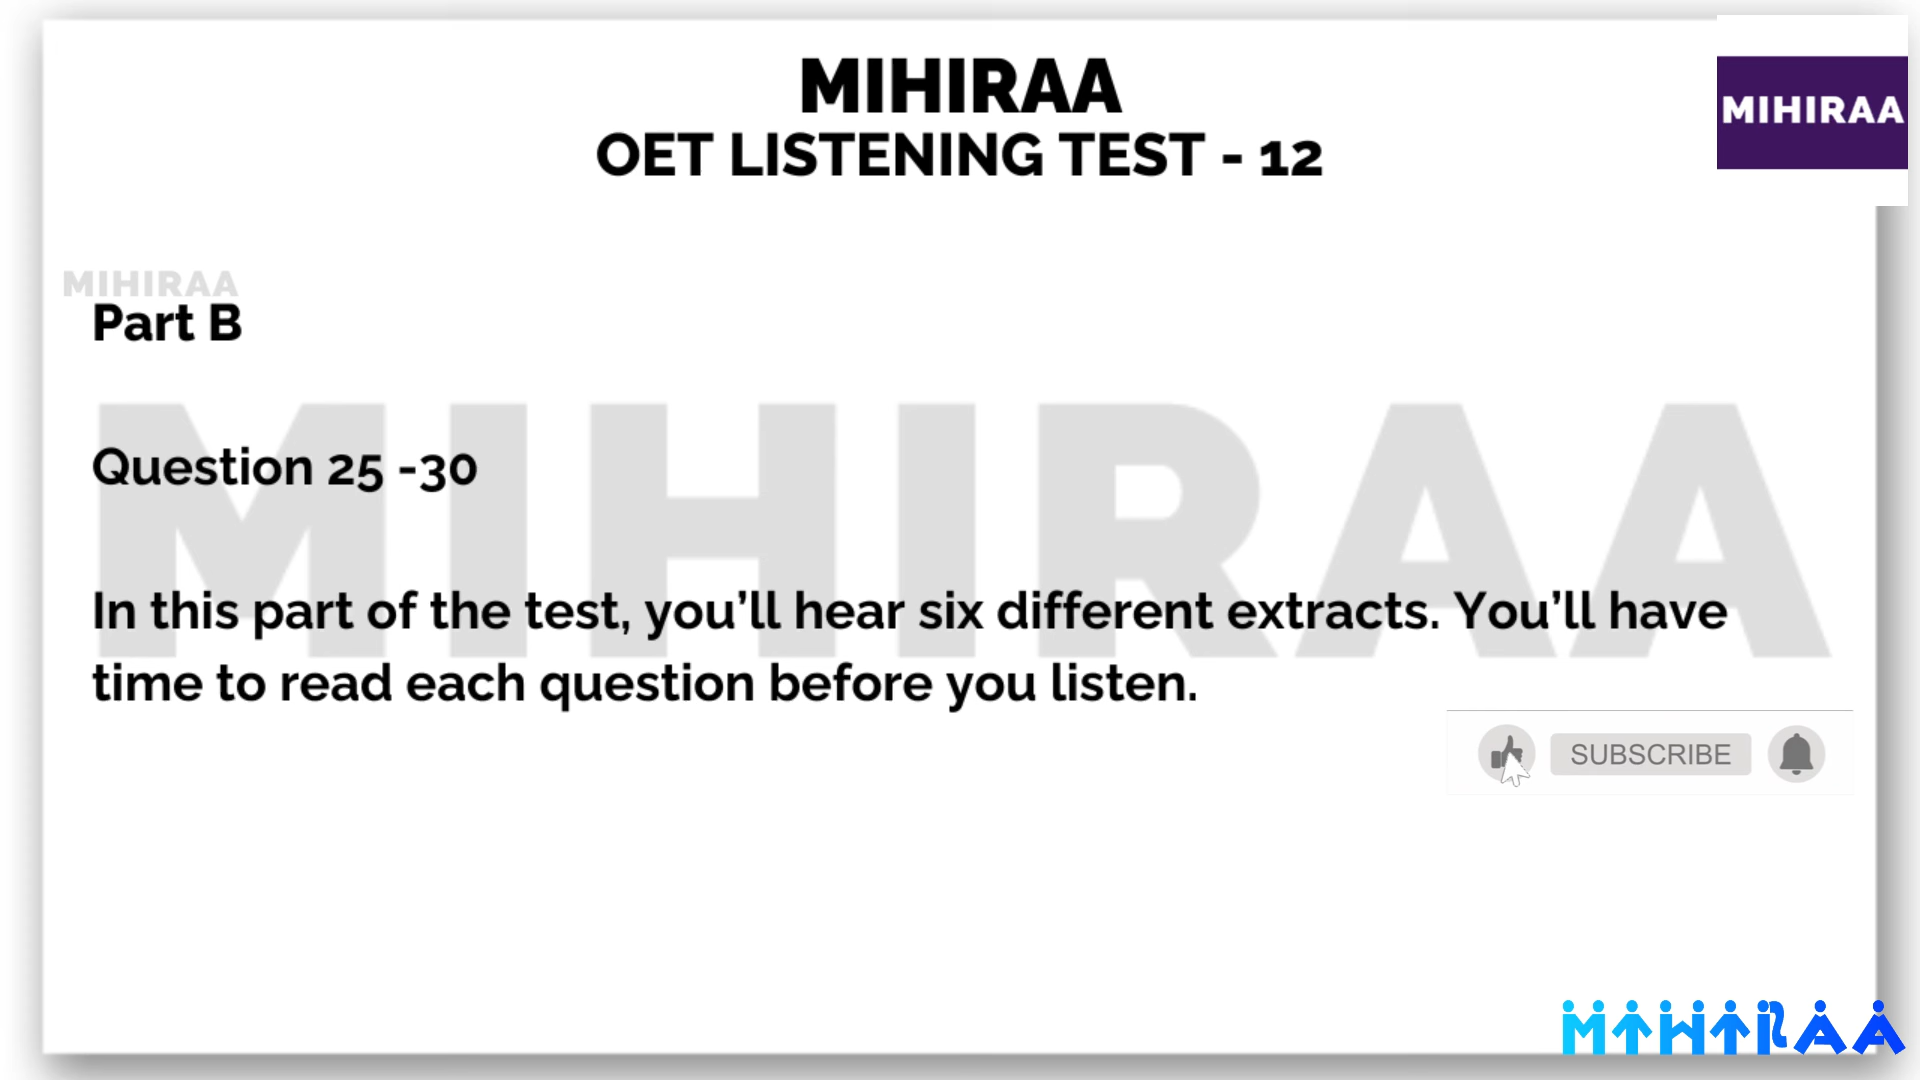 MIHIRAA
OET LISTENING TEST - 12
MIHIRAA
MIHIRAA
Part B
MIHIRAA
Question 25 -30
In this part of the test, you’ll hear six different extracts. You’ll have
time to read each question before you listen.
SUBSCRIBE
MIHIRAA